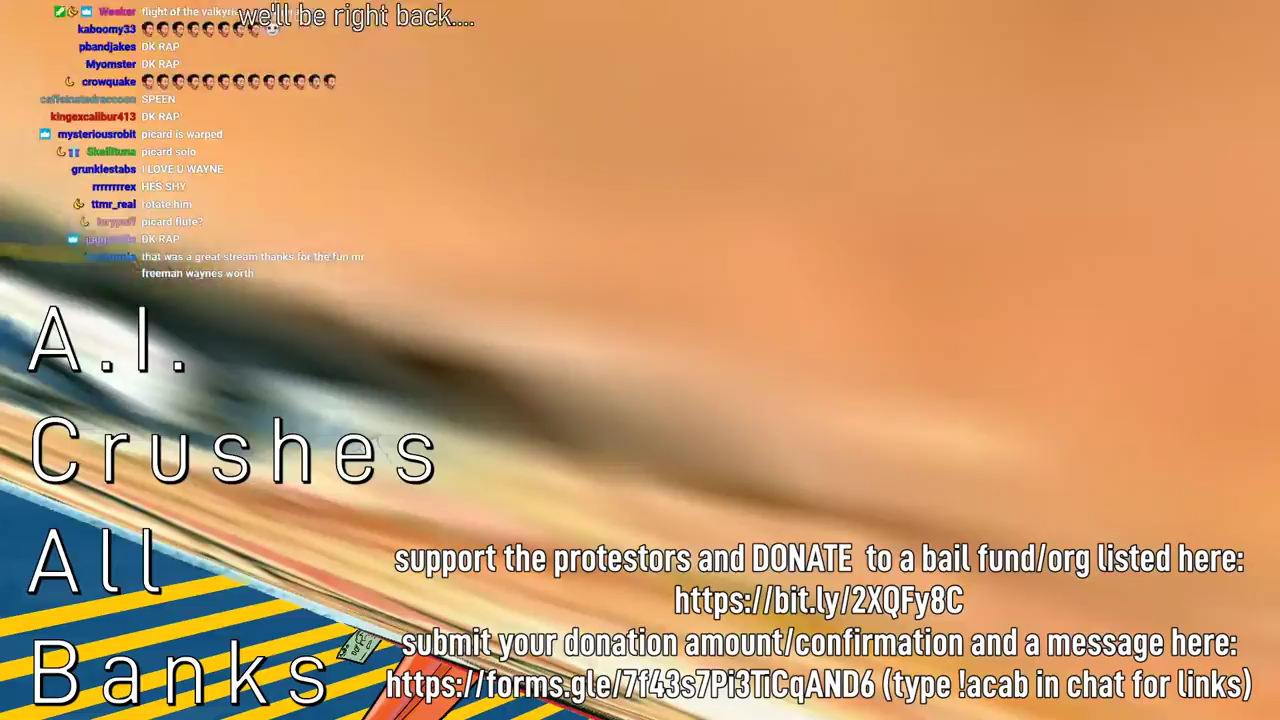 we'll be right back....
Weaker flight of the
kaboomy33
pbandjakes DK RAP
Myomster DK RAP
crowquake
caffeinatedraccoon SPEEN
kingexcalibur413 DK RAP
mysteriousrobit picard is warped
Skellituna picard solo
grunklestabs I LOVE U WAYNE
rrrrrrrrex HES SHY
ttmr_real rotate him
picard flute?
DK RAP
that was a great stream thanks for the fun mr
freeman waynes worth
A.I.
Crushes
All
Banks
support the protestors and DONATE to a bail fund/org listed here:
https://bit.ly/2XQFy8C
submit your donation amount/confirmation and a message here:
https://forms.gle/7f43s7Pi3TiCqAND6 (type !acab in chat for links)